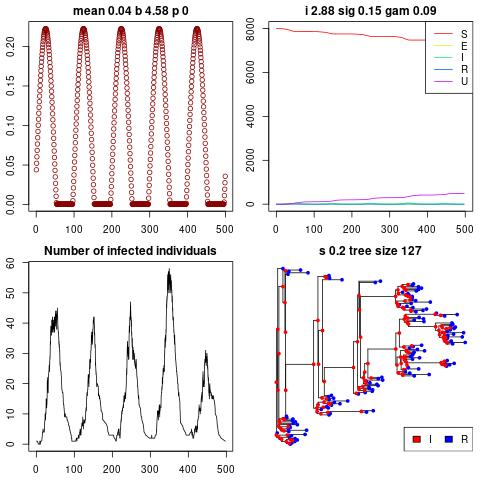 mean 0.04 b 4.58 p 0
0.00 0.05 0.10 0.15 0.20
0 100 200 300 400 500
i 2.88 sig 0.15 gam 0.09
0 2000 4000 6000 8000
0 100 200 300 400 500
S
E
I
R
U
Number of infected individuals
0 10 20 30 40 50 60
0 100 200 300 400 500
s 0.2 tree size 127
I R